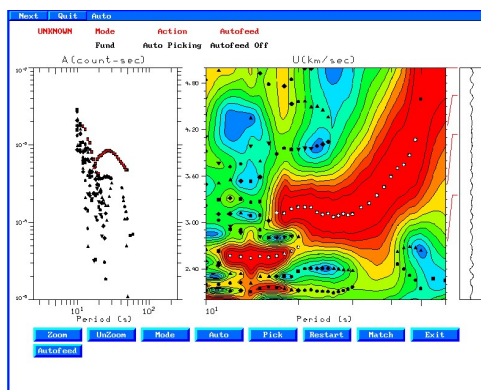 Next Quit Auto
UNKNOWN Mode Action Autofeed
Fund Auto Picking Autofeed Off
A(count-sec) U(km/sec)
4.80
4.20
3.60
3.00
2.40
10¹ 10² 10¹
Period (s) Period (s)
Zoom UnZoom Mode Auto Pick Restart Match Exit
Autofeed